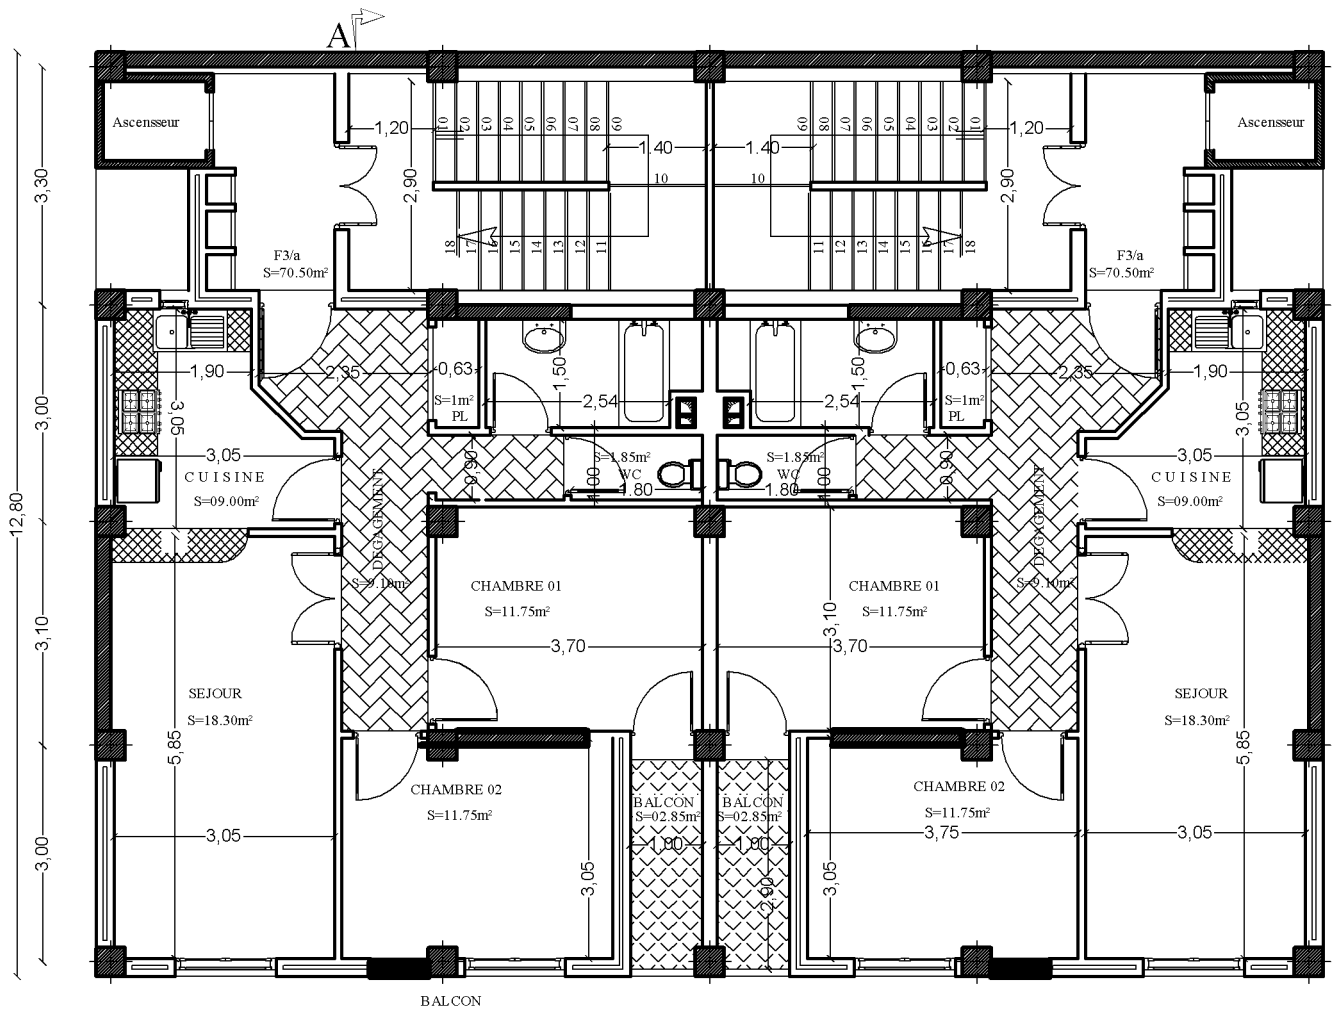 A
Ascensseur
Ascensseur
1,20
1.40
1.40
1,20
01
02
03
04
05
06
07
08
09
09
08
07
06
05
04
03
02
01
10
10
2,90
2,90
3,30
18
17
16
15
14
13
12
11
11
12
13
14
15
16
17
18
F3/a
S=70.50m²
F3/a
S=70.50m²
1,90
2,35
0,63
1,50
1,50
0,63
2,35
1,90
S=1m²
PL
2,54
2,54
S=1m²
PL
3,00
3,05
3,05
3,05
CUISINE
S=09.00m²
0,90
S=1.85m²
WC
1,00
1.80
S=1.85m²
WC
1,00
1.80
0,90
3,05
CUISINE
S=09.00m²
12,80
DEGAGEMENT
S=9.10m²
DEGAGEMENT
S=9.10m²
CHAMBRE 01
S=11.75m²
CHAMBRE 01
S=11.75m²
3,10
3,10
3,70
3,70
SEJOUR
S=18.30m²
SEJOUR
S=18.30m²
5,85
5,85
CHAMBRE 02
S=11.75m²
CHAMBRE 02
S=11.75m²
BALCON
S=02.85m²
BALCON
S=02.85m²
3,05
1,00
1,00
3,75
3,05
3,00
3,05
2,90
3,05
BALCON